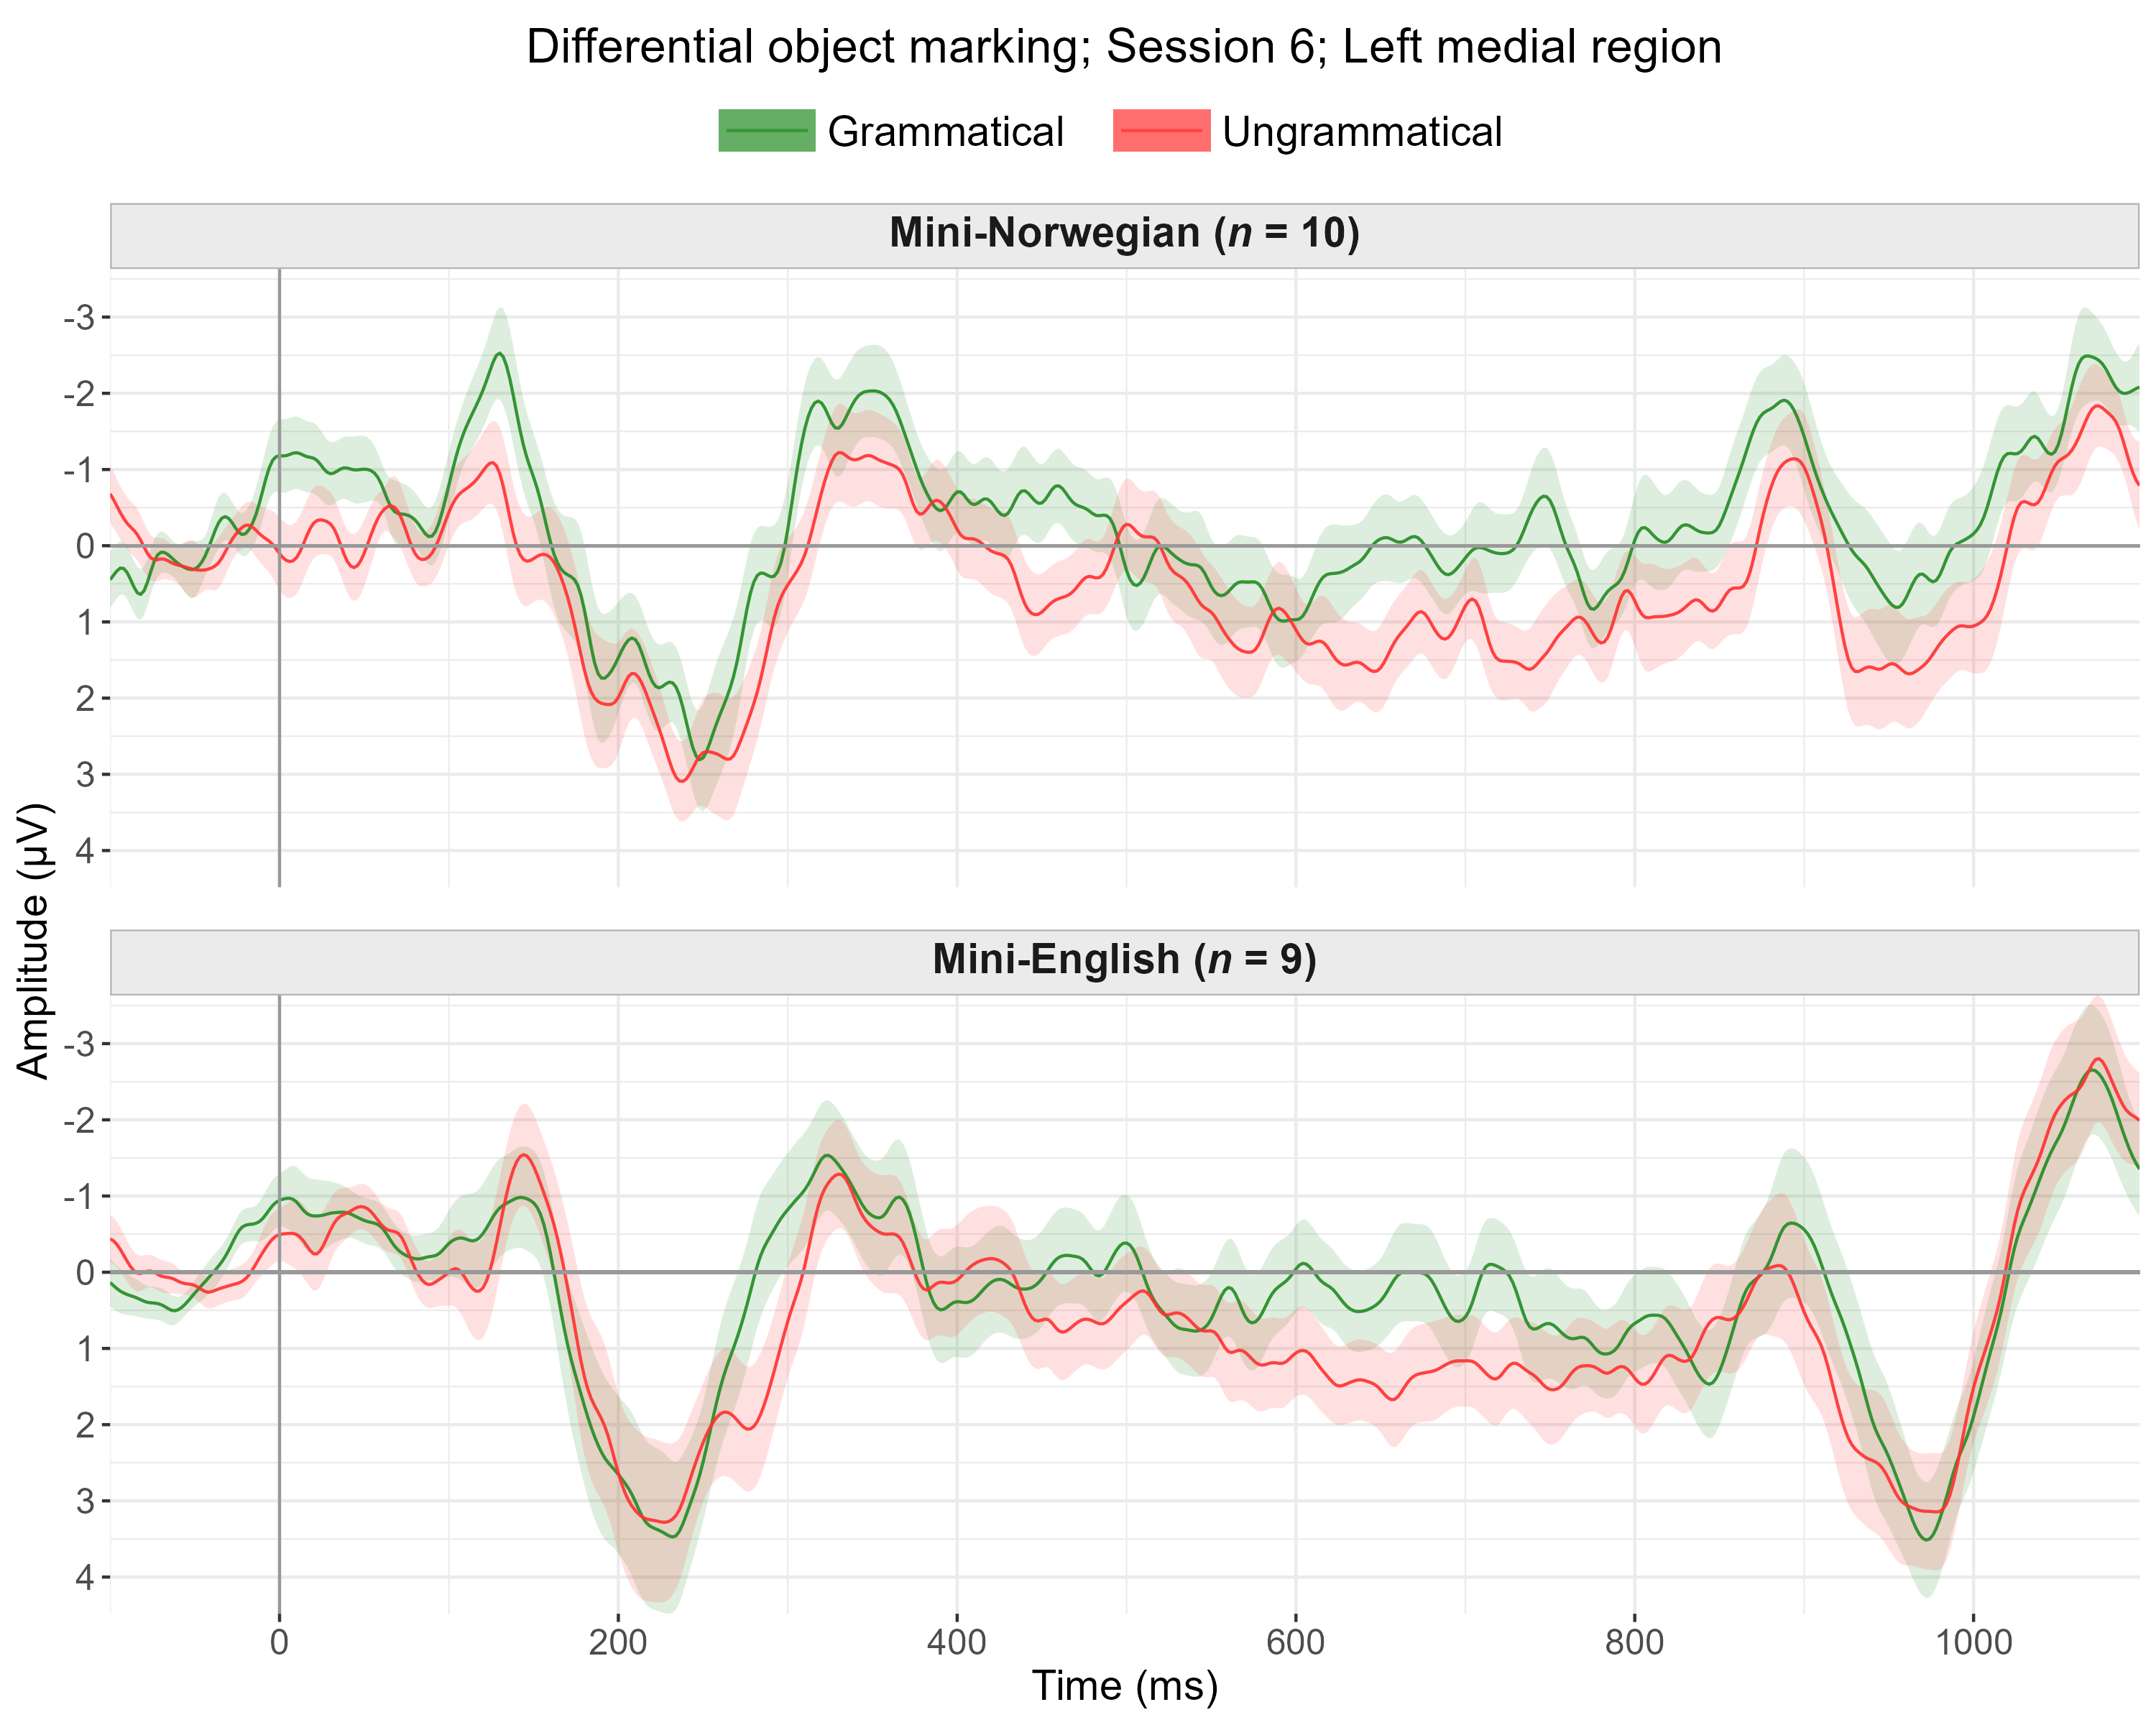 Differential object marking; Session 6; Left medial region
Grammatical Ungrammatical
Mini-Norwegian (n = 10)
-3
-2
-1
0
1
2
3
4
Amplitude (µV)
Mini-English (n = 9)
-3
-2
-1
0
1
2
3
4
0 200 400 600 800 1000
Time (ms)